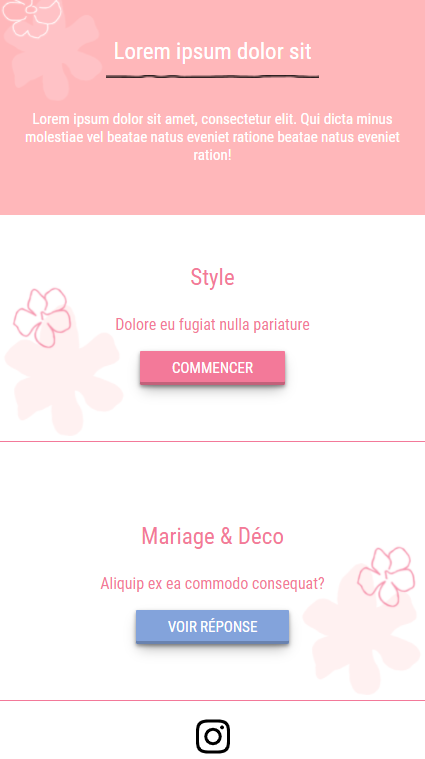 Lorem ipsum dolor sit
Lorem ipsum dolor sit amet, consectetur elit. Qui dicta minus
molestiae vel beatae natus eveniet ratione beatae natus eveniet
ration!
Style
Dolore eu fugiat nulla pariature
COMMENCER
Mariage & Déco
Aliquip ex ea commodo consequat?
VOIR RÉPONSE